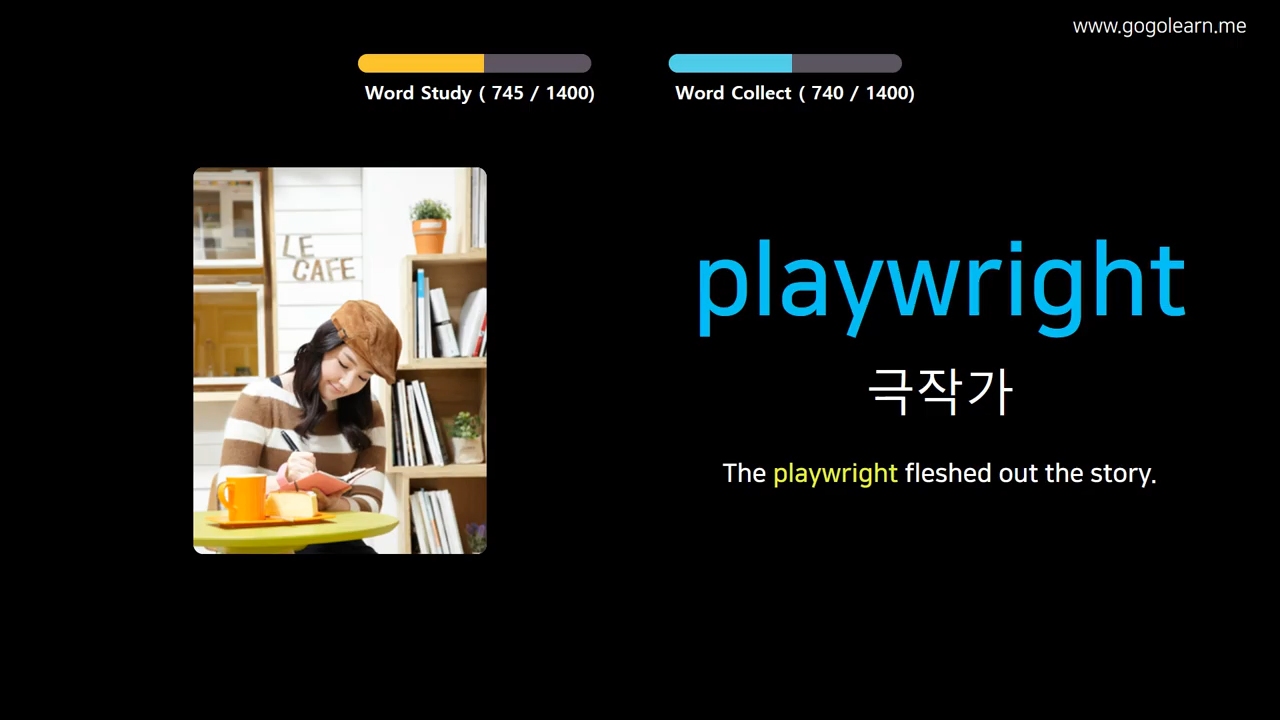 www.gogolearn.me
Word Study ( 745 / 1400)
Word Collect ( 740 / 1400)
LE
CAFE
playwright
극작가
The playwright fleshed out the story.